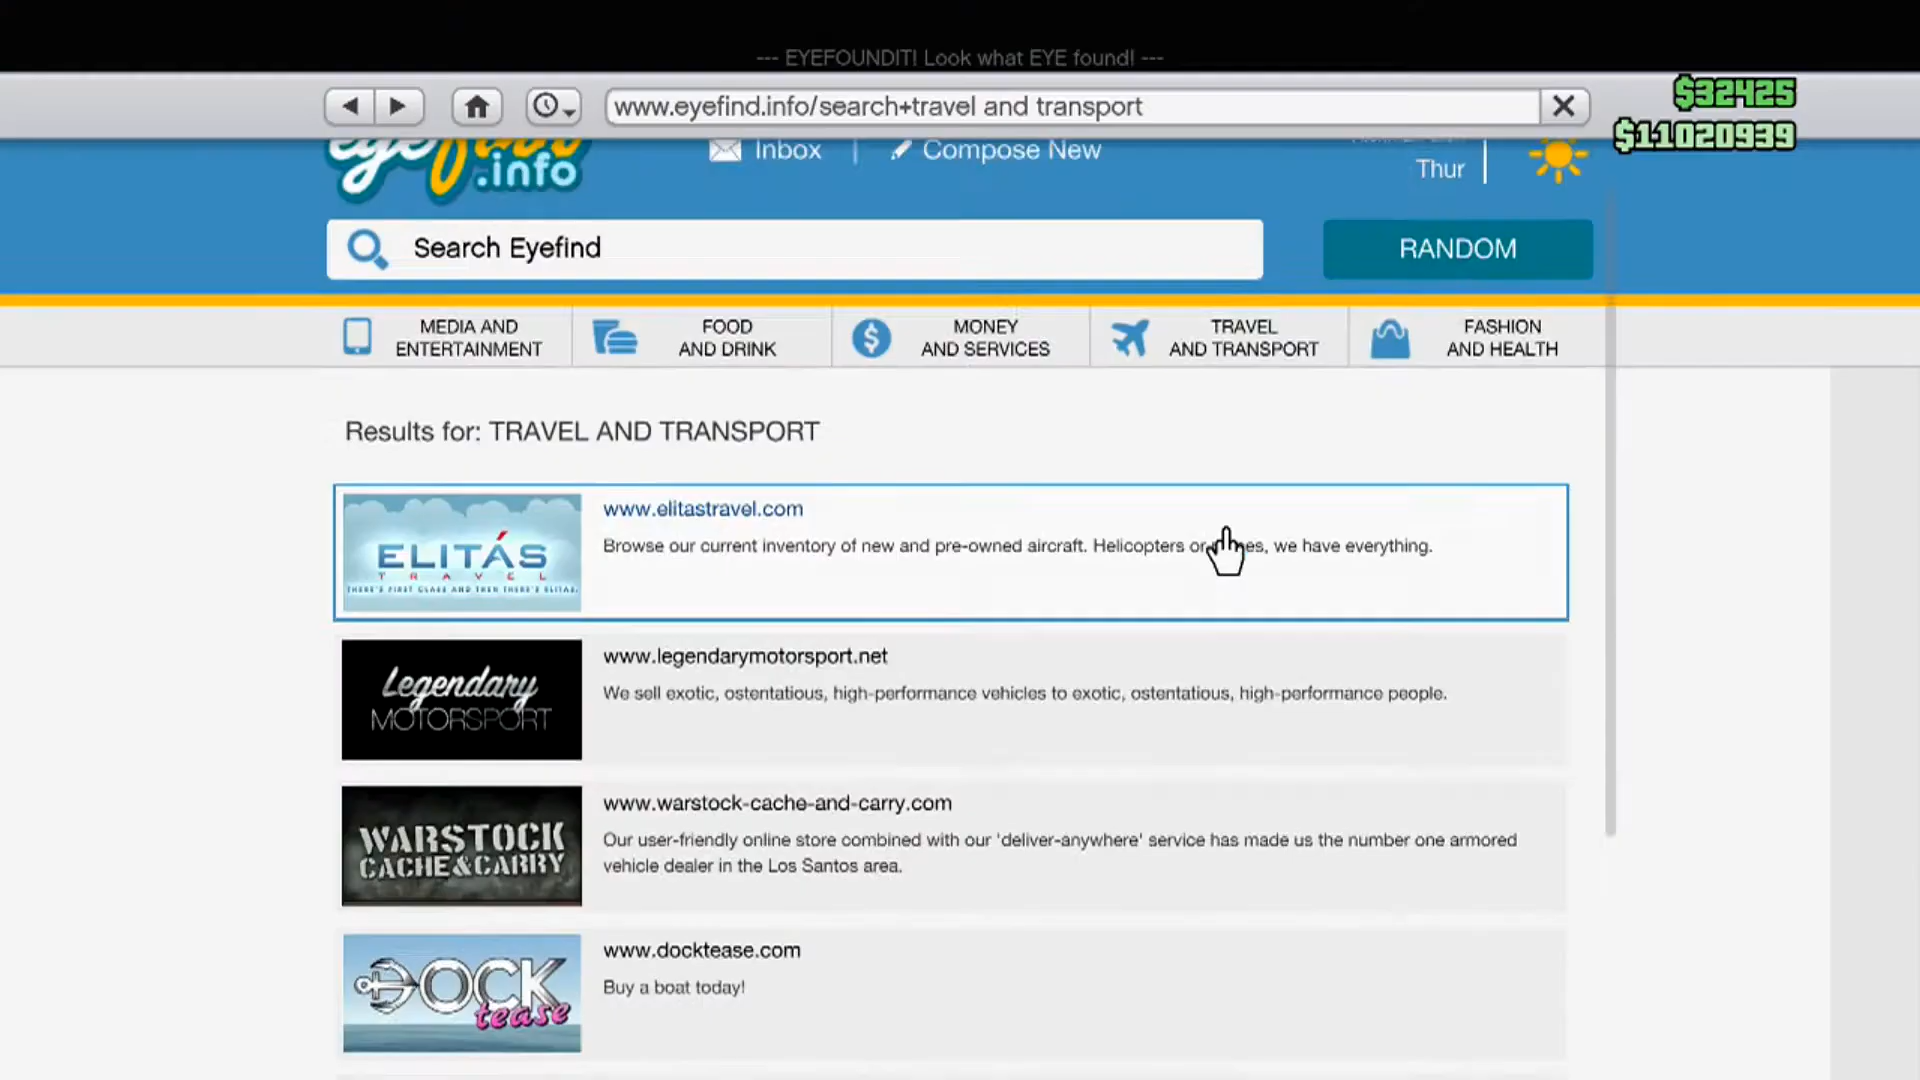 --- EYEFOUNDIT! Look what EYE found! ---
www.eyefind.info/search+travel and transport
$32425
$11020939
.info
Inbox
Compose New
Thur
Search Eyefind
RANDOM
MEDIA AND
ENTERTAINMENT
FOOD
AND DRINK
MONEY
AND SERVICES
TRAVEL
AND TRANSPORT
FASHION
AND HEALTH
Results for: TRAVEL AND TRANSPORT
ELITÁS
TRAVEL
THERE'S FIRST CLASS AND THEN THERE'S ELITAS.
www.elitastravel.com
Browse our current inventory of new and pre-owned aircraft. Helicopters or we have everything.
Legendary
MOTORSPORT
www.legendarymotorsport.net
We sell exotic, ostentatious, high-performance vehicles to exotic, ostentatious, high-performance people.
WARSTOCK
CACHE&CARRY
www.warstock-cache-and-carry.com
Our user-friendly online store combined with our 'deliver-anywhere' service has made us the number one armored
vehicle dealer in the Los Santos area.
DOCK
tease
www.docktease.com
Buy a boat today!